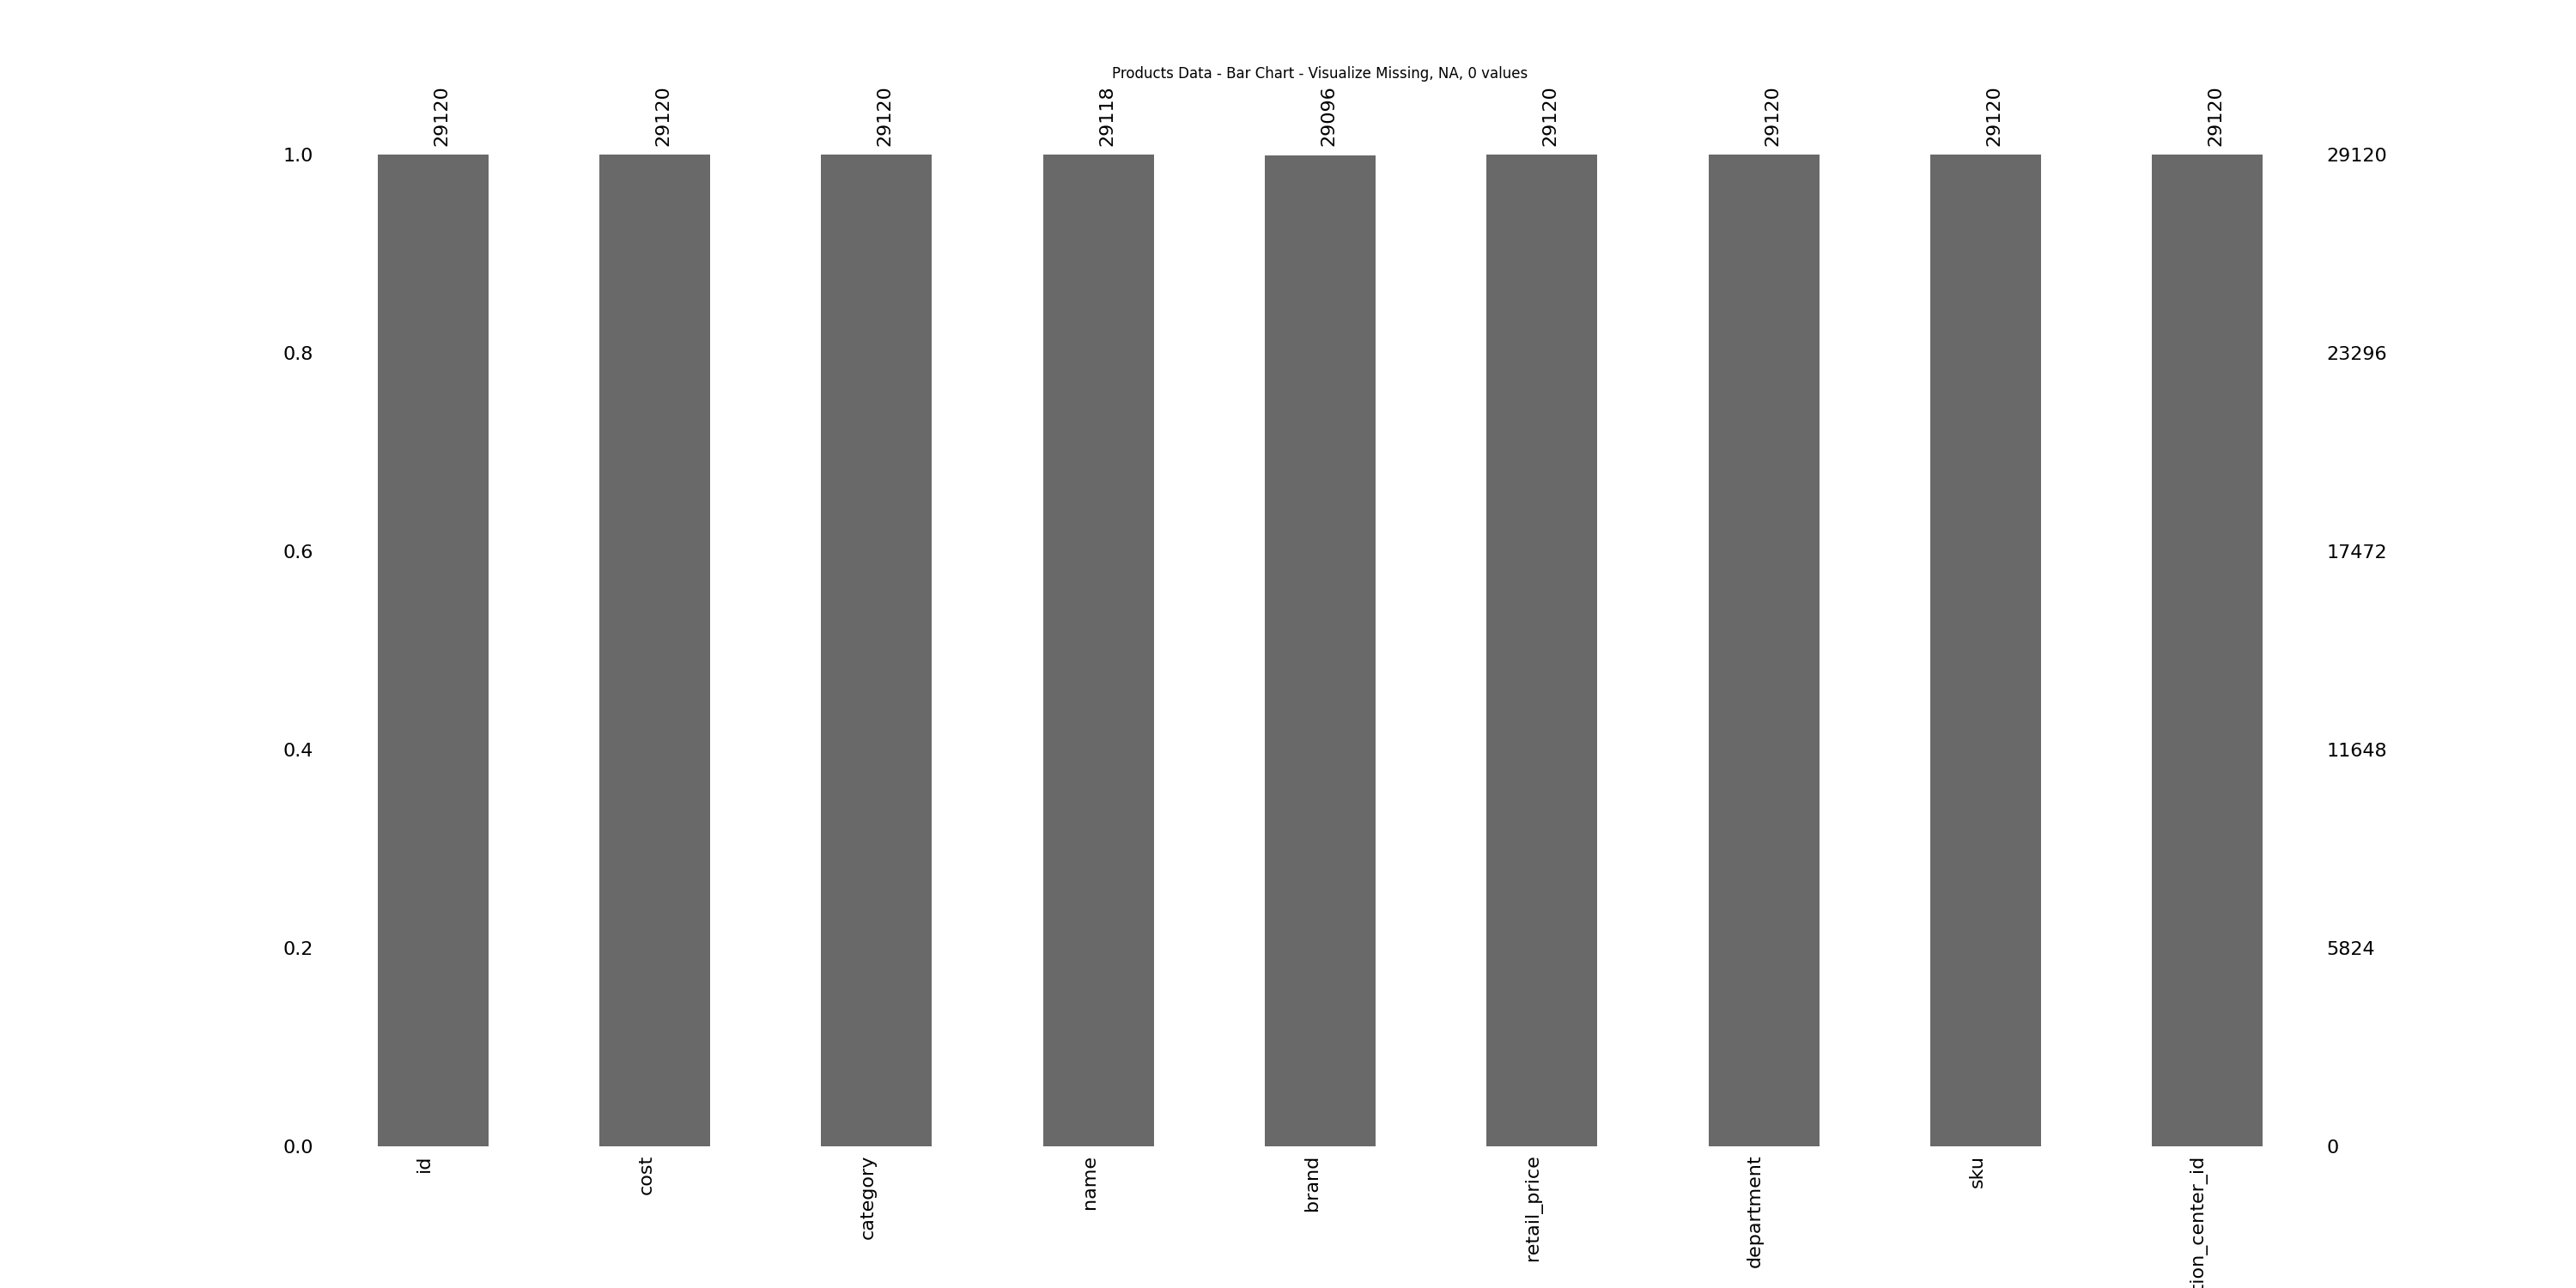 Products Data - Bar Chart - Visualize Missing, NA, 0 values
29120
29120
29120
29118
29096
29120
29120
29120
29120
1.0
29120
0.8
23296
0.6
17472
0.4
11648
0.2
5824
0.0
0
id
cost
category
name
brand
retail_price
department
sku
tion_center_id